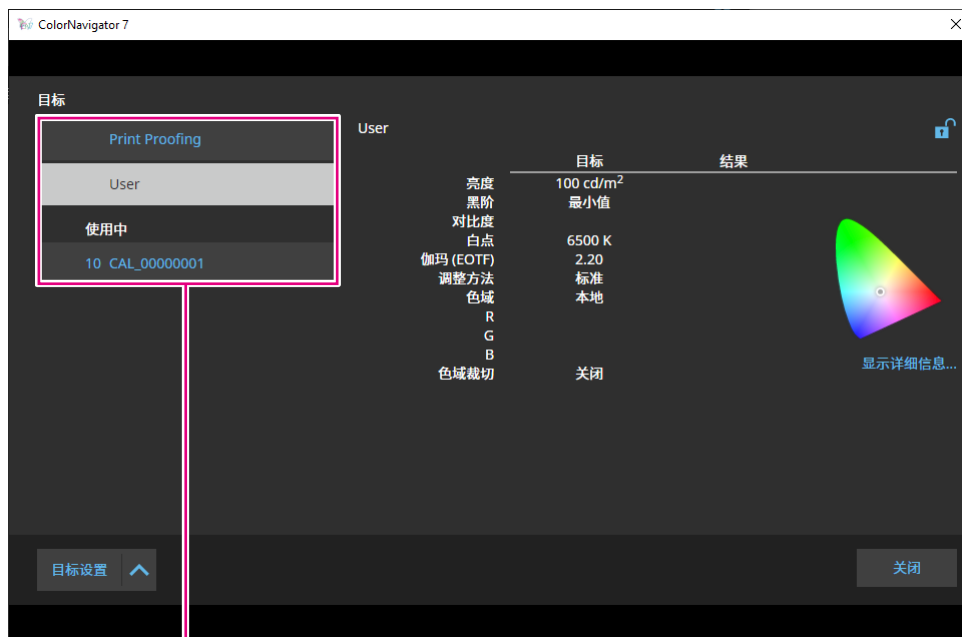 ColorNavigator 7
目标
Print Proofing
User
使用中
10 CAL_00000001
User
目标 结果
亮度 100 cd/m²
黑阶 最小值
对比度
白点 6500 K
伽玛 (EOTF) 2.20
调整方法 标准
色域 本地
R
G
B
色域裁切 关闭
显示详细信息...
目标设置
关闭